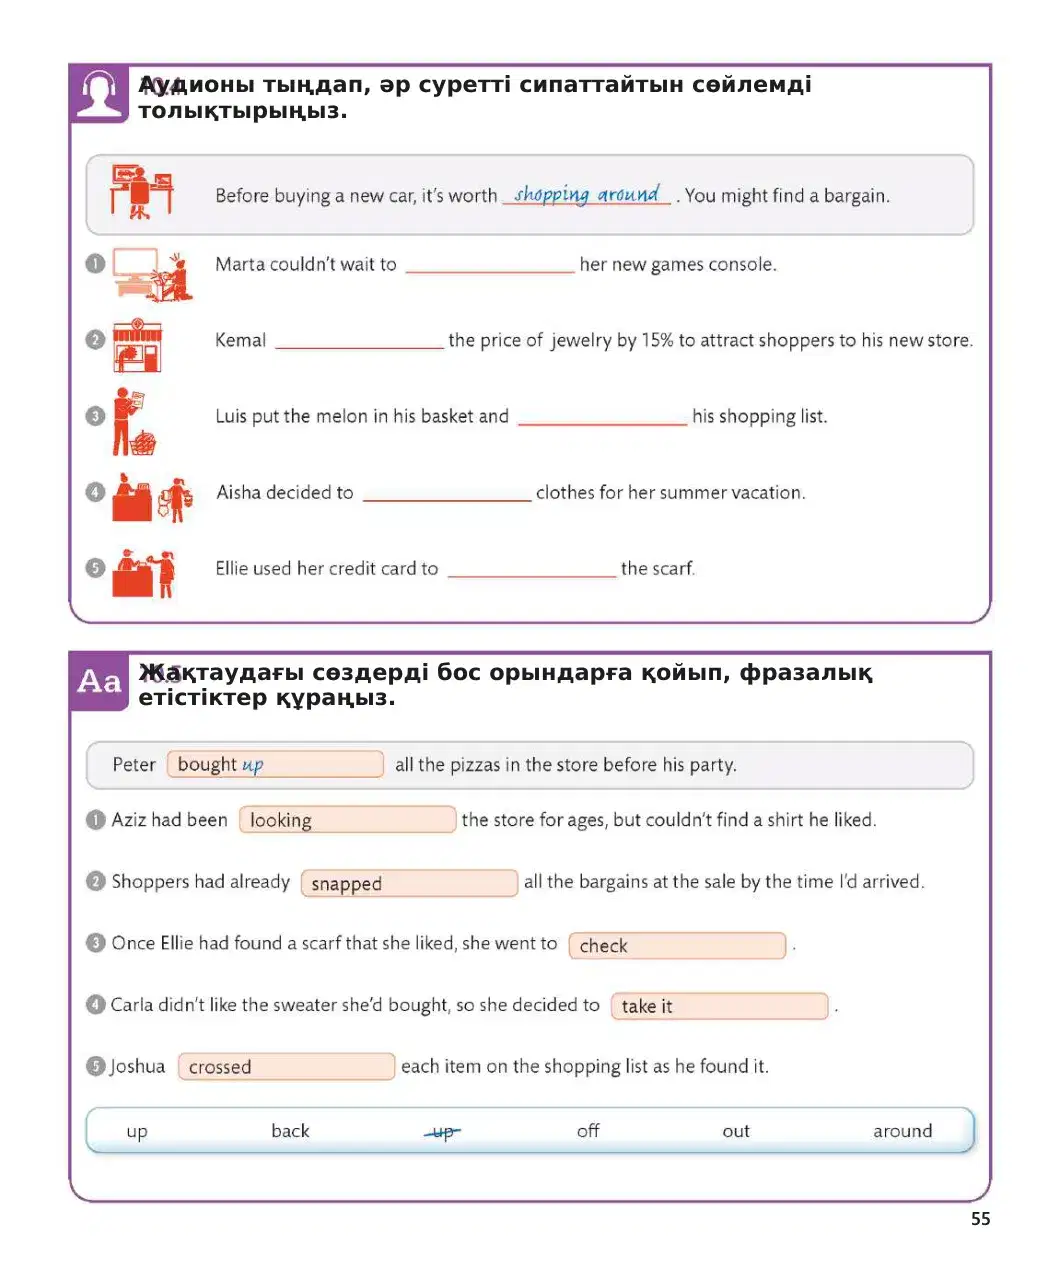 Аудионы тыңдап, әр суретті сипаттайтын сөйлемді
толықтырыңыз.
Before buying a new car, it's worth shopping around . You might find a bargain.
1 Marta couldn't wait to ____ her new games console.
2 Kemal ____ the price of jewelry by 15% to attract shoppers to his new store.
3 Luis put the melon in his basket and ____ his shopping list.
4 Aisha decided to ____ clothes for her summer vacation.
5 Ellie used her credit card to ____ the scarf.
Aa Жақтаудағы сөздерді бос орындарға қойып, фразалық
етістіктер құраңыз.
Peter bought up all the pizzas in the store before his party.
1 Aziz had been looking the store for ages, but couldn't find a shirt he liked.
2 Shoppers had already snapped all the bargains at the sale by the time I'd arrived.
3 Once Ellie had found a scarf that she liked, she went to check .
4 Carla didn't like the sweater she'd bought, so she decided to take it .
5 Joshua crossed each item on the shopping list as he found it.
up back up off out around
55